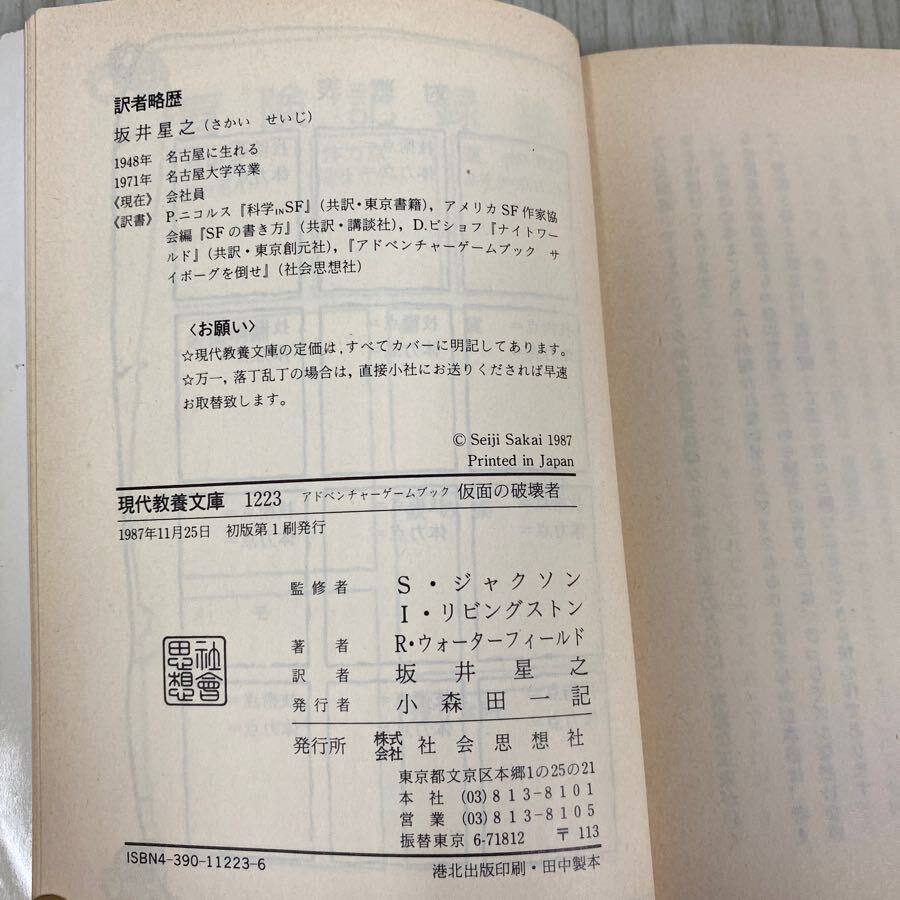 訳者略歴
坂井星之(さかい せいじ)
1948年 名古屋に生れる
1971年 名古屋大学卒業
〈現在〉 会社員
〈訳書〉 P.ニコルス『科学INSF』(共訳・東京書籍), アメリカSF作家協
会編『SFの書き方』(共訳・講談社), D.ビショフ『ナイトワー
ルド』(共訳・東京創元社),『アドベンチャーゲームブック サ
イボーグを倒せ』(社会思想社)
〈お願い〉
☆現代教養文庫の定価は,すべてカバーに明記してあります。
☆万一, 落丁乱丁の場合は, 直接小社にお送りくだされば早速
お取替致します。
© Seiji Sakai 1987
Printed in Japan
現代教養文庫 1223 アドベンチャーゲームブック 仮面の破壊者
1987年11月25日 初版第1刷発行
監修者 S・ジャクソン
I・リビングストン
著者 R・ウォーターフィールド
訳者 坂井星之
発行者 小森田一記
社會思想
発行所 株式会社 社会思想社
東京都文京区本郷1の25の21
本社 (03) 813-8101
営業 (03) 813-8105
振替東京 6-71812 〒113
ISBN4-390-11223-6
港北出版印刷・田中製本